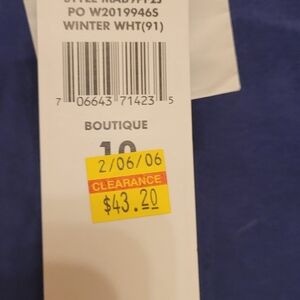 PO W2019946S
WINTER WHT(91)
7 06643 71423 5
BOUTIQUE
10
2/06/06
CLEARANCE
$43.20